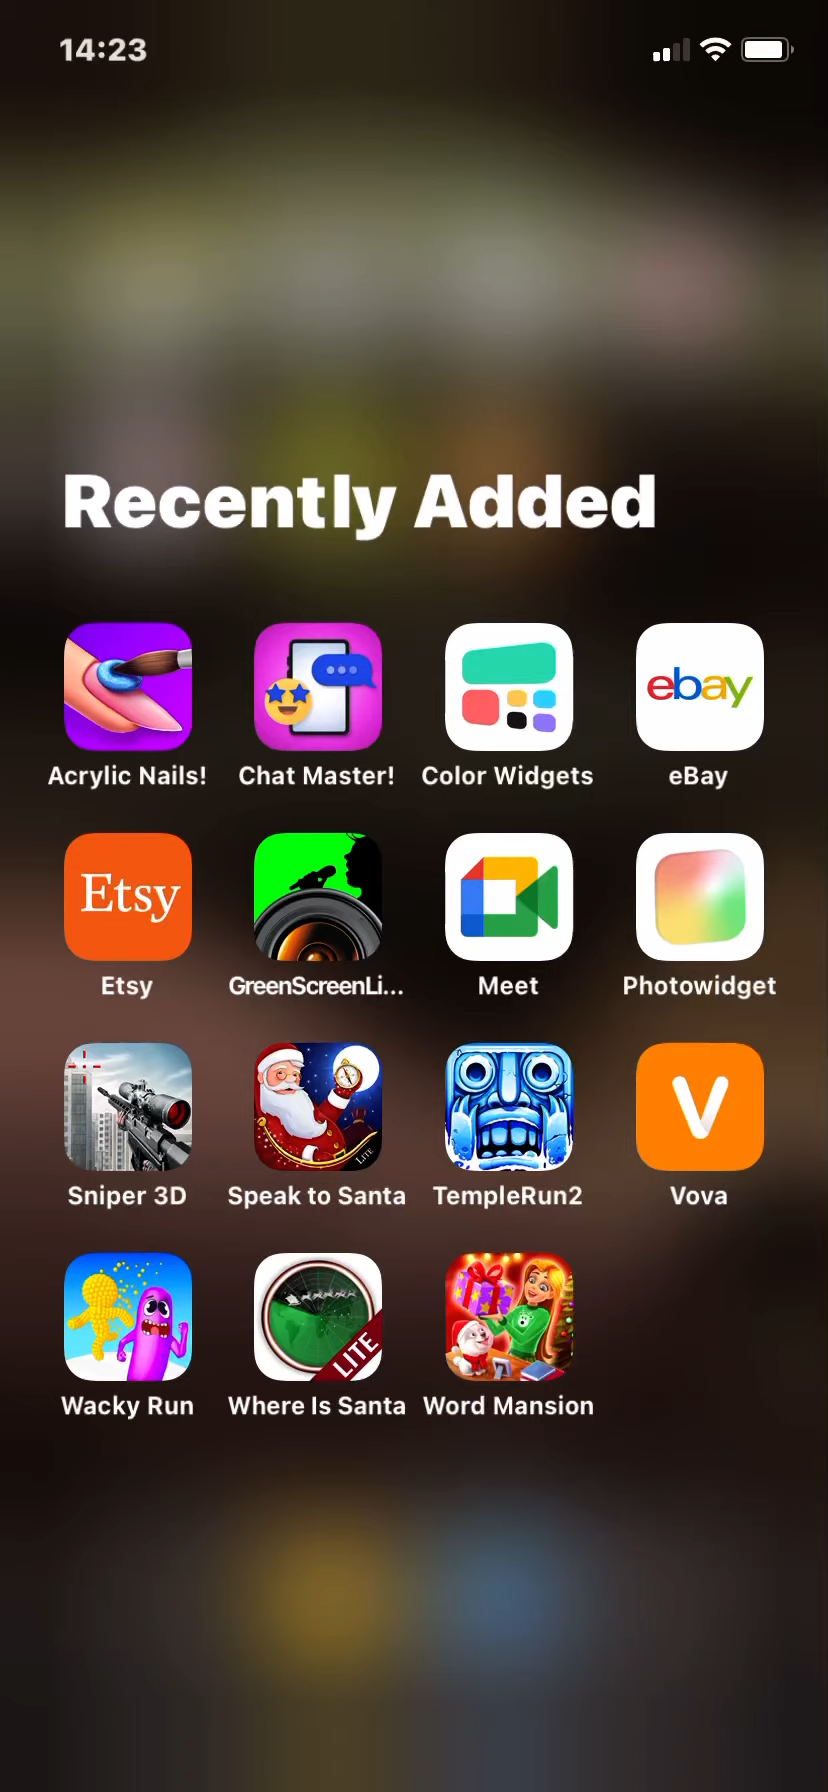 14:23
Recently Added
ebay
Acrylic Nails!
Chat Master!
Color Widgets
eBay
Etsy
Etsy
GreenScreenLi...
Meet
Photowidget
LITE
Sniper 3D
Speak to Santa
TempleRun2
Vova
LITE
Wacky Run
Where Is Santa
Word Mansion